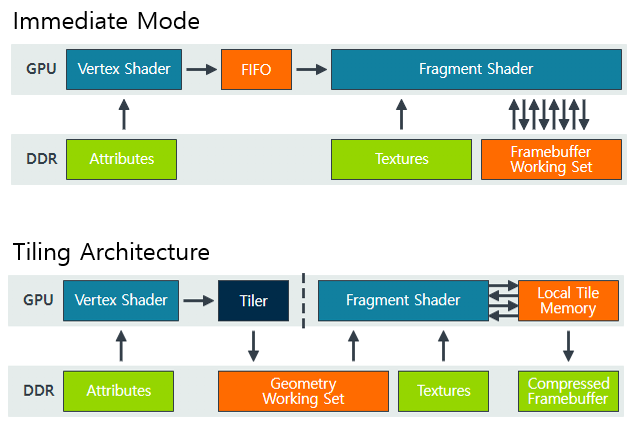 Immediate Mode
GPU
Vertex Shader
FIFO
Fragment Shader
DDR
Attributes
Textures
Framebuffer
Working Set
Tiling Architecture
GPU
Vertex Shader
Tiler
Fragment Shader
Local Tile
Memory
DDR
Attributes
Geometry
Working Set
Textures
Compressed
Framebuffer